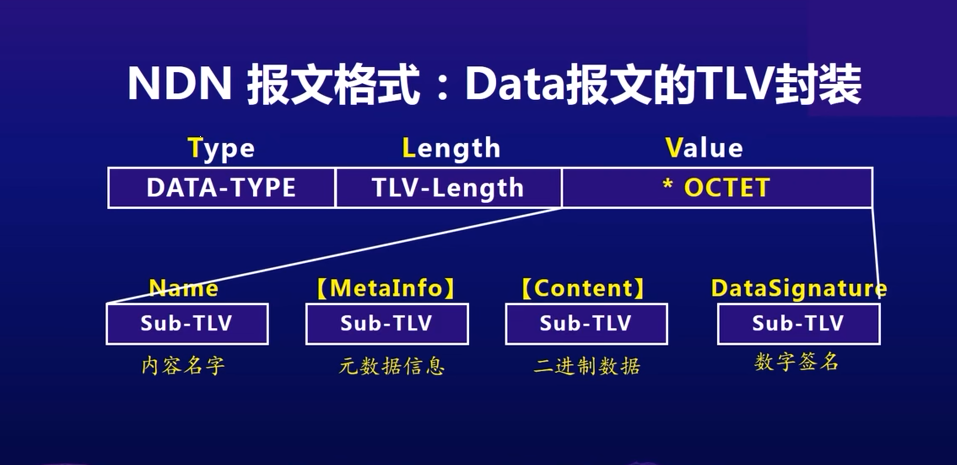 NDN 报文格式：Data报文的TLV封装
Type Length Value
DATA-TYPE TLV-Length * OCTET
Name 【MetaInfo】 【Content】 DataSignature
Sub-TLV Sub-TLV Sub-TLV Sub-TLV
内容名字 元数据信息 二进制数据 数字签名